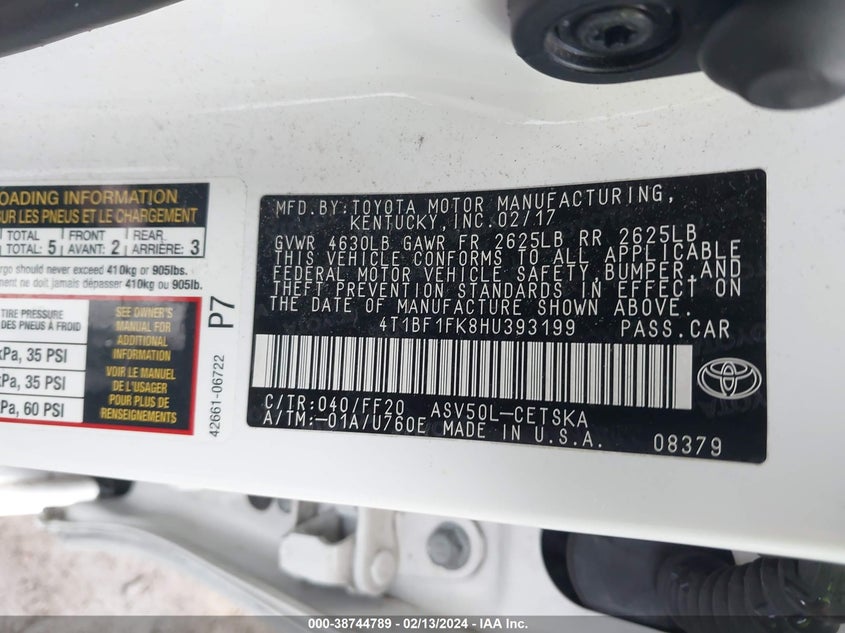 OADING INFORMATION
UR LES PNEUS ET LE CHARGEMENT
TOTAL FRONT REAR
TOTAL: 5 AVANT: 2 ARRIÈRE: 3
rgo should never exceed 410kg or 905lbs.
ment ne doit jamais dépasser 410kg ou 905lb.
TIRE PRESSURE
DES PNEUS À FROID
kPa, 35 PSI
kPa, 35 PSI
kPa, 60 PSI
SEE OWNER'S
MANUAL FOR
ADDITIONAL
INFORMATION
VOIR LE MANUEL
DE L'USAGER
POUR PLUS DE
RENSEIGNEMENTS
42661-06722
P7
MFD.BY:TOYOTA MOTOR MANUFACTURING,
KENTUCKY,INC.02/17
GVWR 4630LB GAWR FR 2625LB RR 2625LB
THIS VEHICLE CONFORMS TO ALL APPLICABLE
FEDERAL MOTOR VEHICLE SAFETY,BUMPER,AND
THEFT PREVENTION STANDARDS IN EFFECT ON
THE DATE OF MANUFACTURE SHOWN ABOVE.
4T1BF1FK8HU393199 PASS.CAR
C/TR:040/FF20 ASV50L-CETSKA
A/TM:-01A/U760E MADE IN U.S.A.
08379
000-38744789 - 02/13/2024 - IAA Inc.